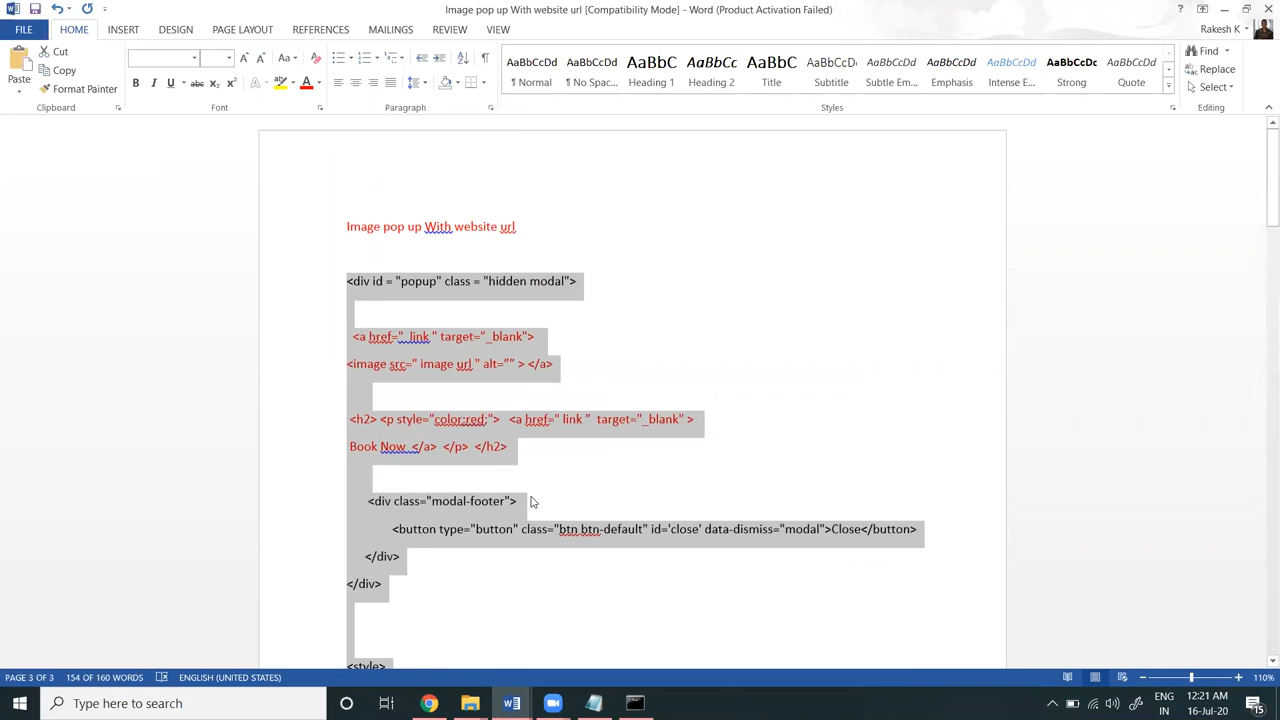 Image pop up With website url [Compatibility Mode] - Word (Product Activation Failed)
FILE HOME INSERT DESIGN PAGE LAYOUT REFERENCES MAILINGS REVIEW VIEW Rakesh K
Paste
Cut
Copy
Format Painter
Clipboard
Font
Paragraph
AaBbCcDd AaBbCcDd AaBbC AaBbCc AaBbC AaBbCcD AaBbCcDd AaBbCcDd AaBbCcDd AaBbCcDd AaBbCcDd
¶ Normal ¶ No Spac... Heading 1 Heading 2 Title Subtitle Subtle Em... Emphasis Intense E... Strong Quote
Styles
Find
Replace
Select
Editing
Image pop up With website url
<div id = "popup" class = "hidden modal">
<a href=" link " target="_blank">
<image src=" image url " alt=”” > </a>
<h2> <p style="color:red;"> <a href=" link ” target="_blank" >
Book Now </a> </p> </h2>
<div class="modal-footer">
<button type="button" class="btn btn-default" id='close' data-dismiss="modal">Close</button>
</div>
</div>
<style>
PAGE 3 OF 3 154 OF 160 WORDS ENGLISH (UNITED STATES) 110%
Type here to search
ENG
IN
12:21 AM
16-Jul-20
15